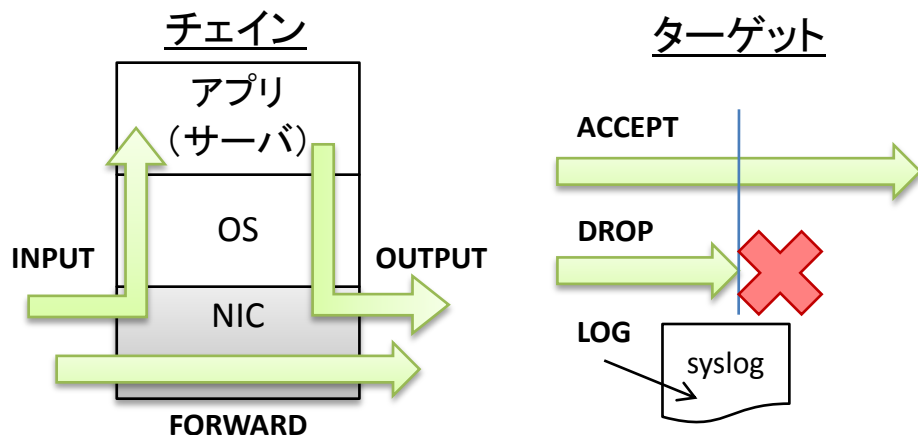 チェイン
アプリ
（サーバ）
OS
INPUT
OUTPUT
NIC
FORWARD
ターゲット
ACCEPT
DROP
LOG
syslog